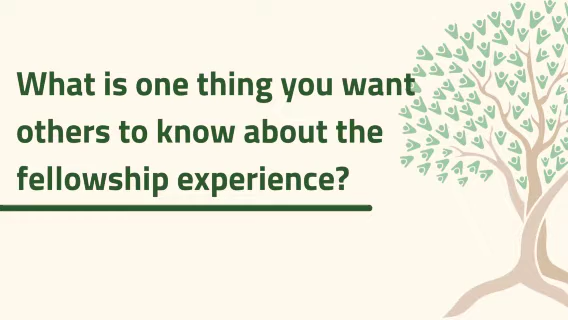 What is one thing you want
others to know about the
fellowship experience?